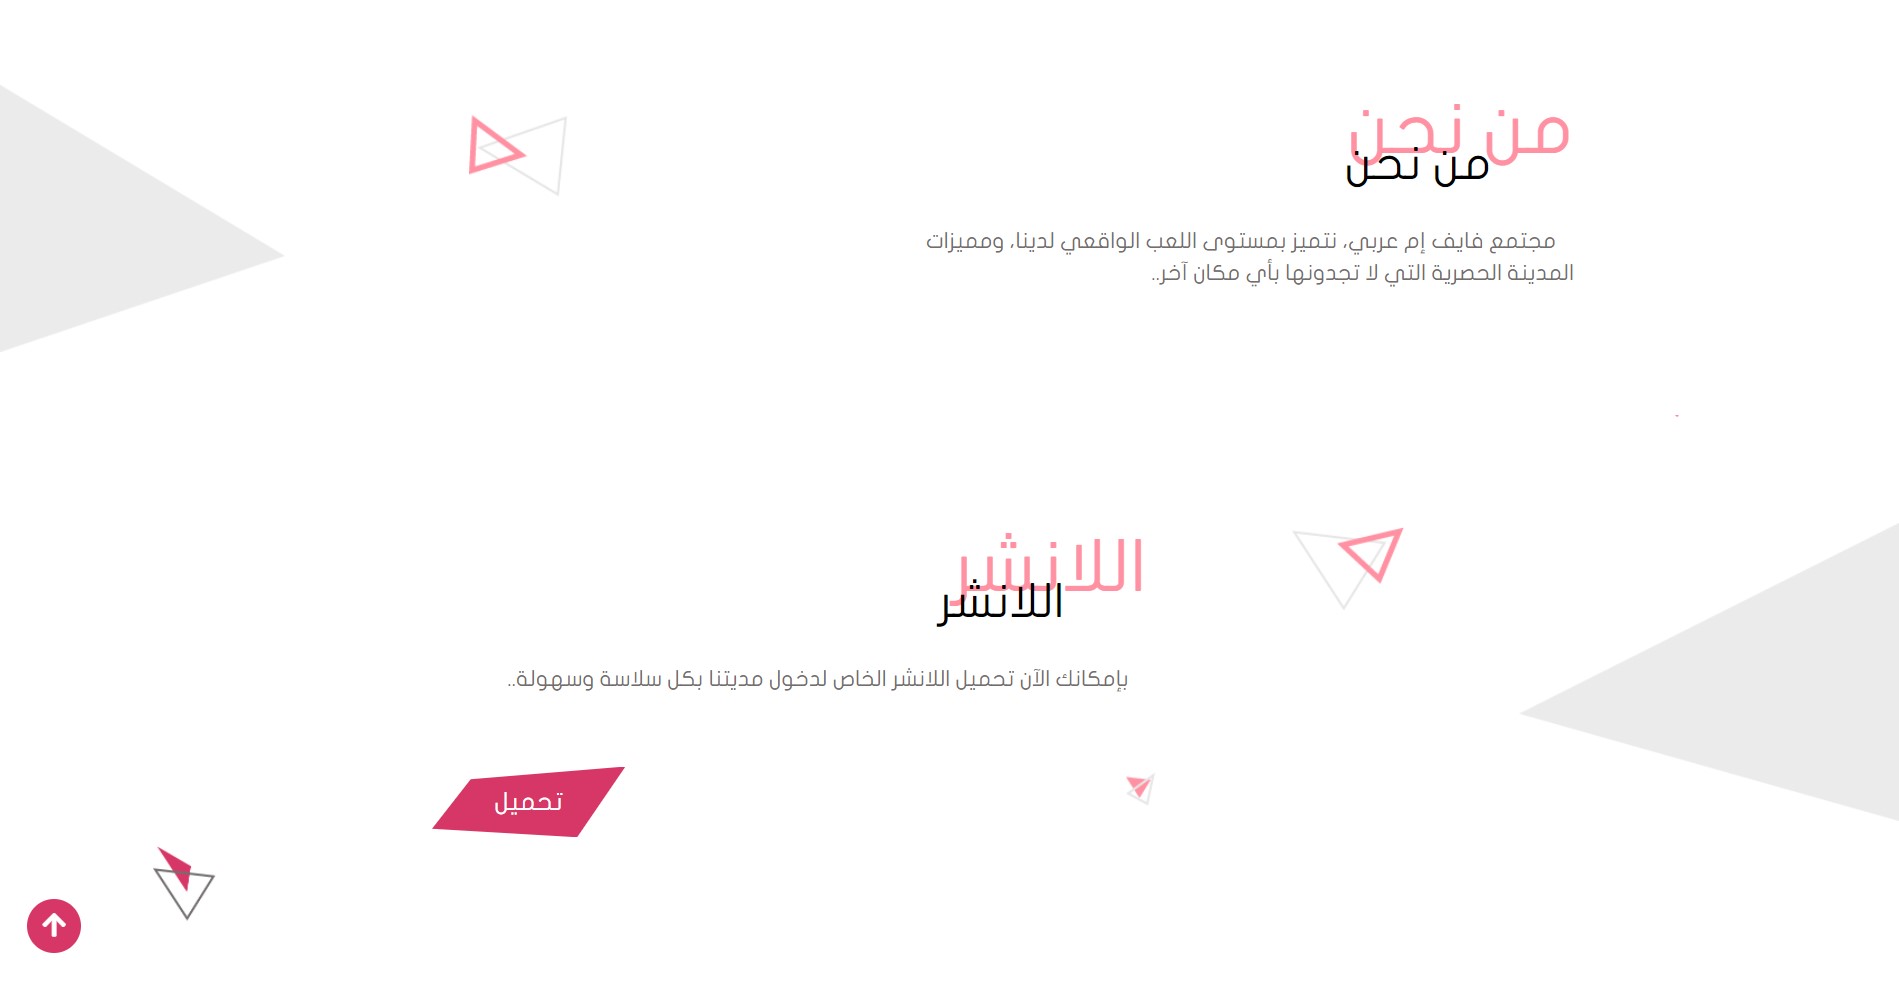 من نحن
من نحن
مجتمع فايف إم عربي، نتميز بمستوى اللعب الواقعي لدينا، ومميزات
المدينة الحصرية التي لا تجدونها بأي مكان آخر..
اللانشر
اللانشر
بإمكانك الآن تحميل اللانشر الخاص لدخول مديتنا بكل سلاسة وسهولة..
تحميل